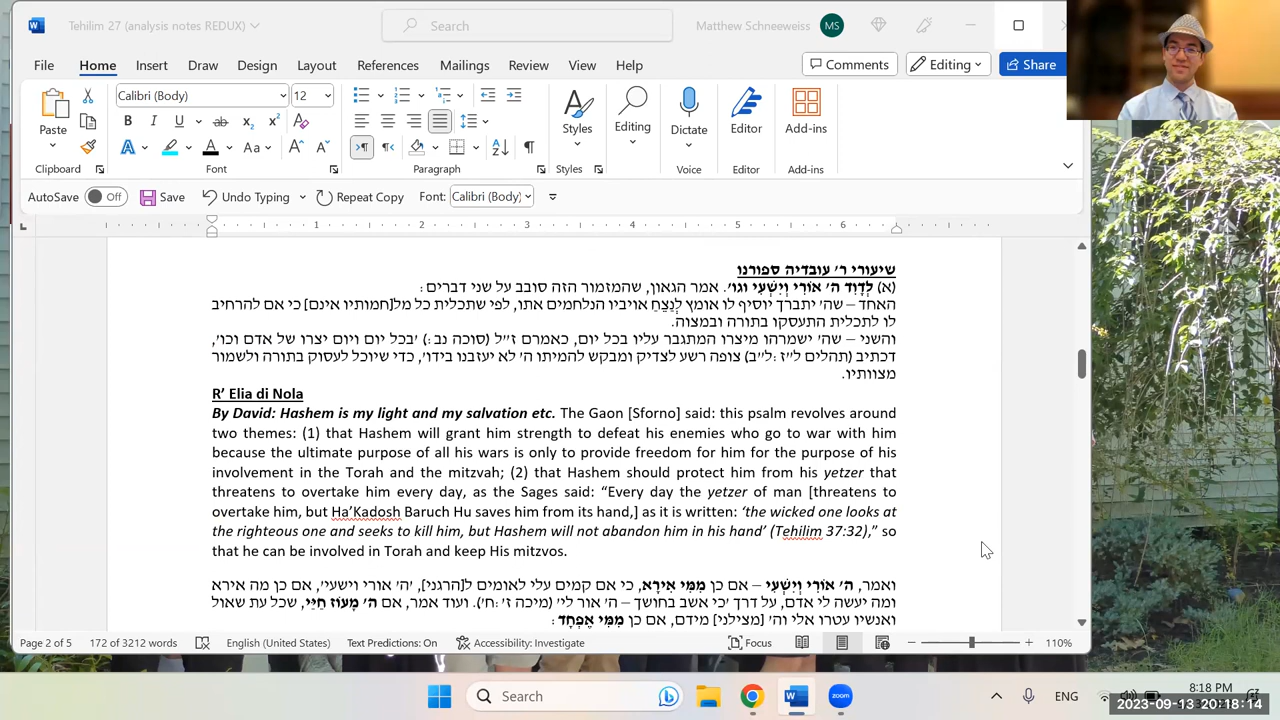 Tehilim 27 (analysis notes REDUX)
Search
Matthew Schneeweiss
MS
File Home Insert Draw Design Layout References Mailings Review View Help
Comments Editing Share
Calibri (Body) 12
Paste Styles Editing Dictate Editor Add-ins
Clipboard Font Paragraph Styles Voice Editor Add-ins
AutoSave Off Save Undo Typing Repeat Copy Font: Calibri (Body)
1 2 3 4 5 6
שיעורי ר' עובדיה ספורנו
(א) לְדָוִד ה' אוֹרִי וְיִשְׁעִי וגו'. אמר הגאון, שהמזמור הזה סובב על שני דברים:
האחד – שה' יתברך יוסיף לו אומץ לְנַצֵּחַ אויביו הנלחמים אתו, לפי שתכלית כל מל[חמותיו אינם] כי אם להרחיב
לו לתכלית התעסקו בתורה ובמצוה.
והשני – שה' ישמרהו מיצרו המתגבר עליו בכל יום, כאמרם ז"ל (סוכה נב:) 'בכל יום ויום יצרו של אדם וכו',
דכתיב (תהלים ל"ז:ל"ב) צופה רשע לצדיק ומבקש להמיתו ה' לא יעזבנו בידו', כדי שיוכל לעסוק בתורה ולשמור
מצוותיו.
R' Elia di Nola
By David: Hashem is my light and my salvation etc. The Gaon [Sforno] said: this psalm revolves around
two themes: (1) that Hashem will grant him strength to defeat his enemies who go to war with him
because the ultimate purpose of all his wars is only to provide freedom for him for the purpose of his
involvement in the Torah and the mitzvah; (2) that Hashem should protect him from his yetzer that
threatens to overtake him every day, as the Sages said: “Every day the yetzer of man [threatens to
overtake him, but Ha’Kadosh Baruch Hu saves him from its hand,] as it is written: ‘the wicked one looks at
the righteous one and seeks to kill him, but Hashem will not abandon him in his hand’ (Tehilim 37:32),” so
that he can be involved in Torah and keep His mitzvos.
ואמר, ה' אוֹרִי וְיִשְׁעִי – אם כן מִמִּי אִירָא, כי אם קמים עלי לאומים ל[הרגני], 'ה' אורי וישעי', אם כן מה אירא
ומה יעשה לי אדם, על דרך 'כי אשב בחושך – ה' אור לי' (מיכה ז':ח'). ועוד אמר, אם ה' מָעוֹז חַיַּי, שכל עת שאול
ואנשיו עטרו אלי וה' [מצילני] מידם, אם כן מִמִּי אֶפְחָד:
Page 2 of 5 172 of 3212 words English (United States) Text Predictions: On Accessibility: Investigate Focus 110%
Search ENG 8:18 PM
2023-09-13 20:18:14